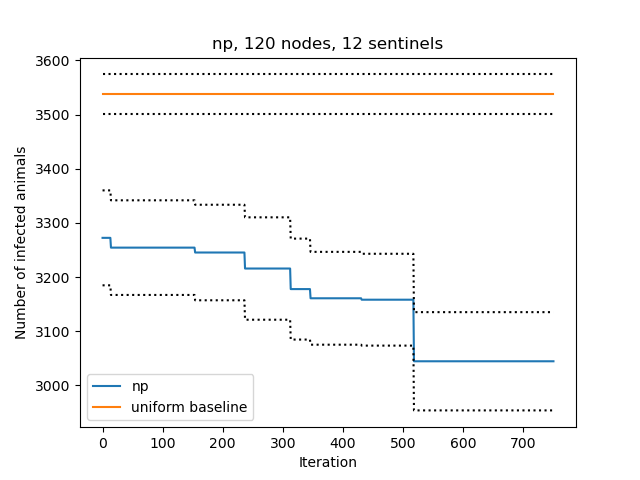 np, 120 nodes, 12 sentinels
3600
3500
3400
3300
3200
3100
3000
Number of infected animals
np
uniform baseline
0 100 200 300 400 500 600 700
Iteration